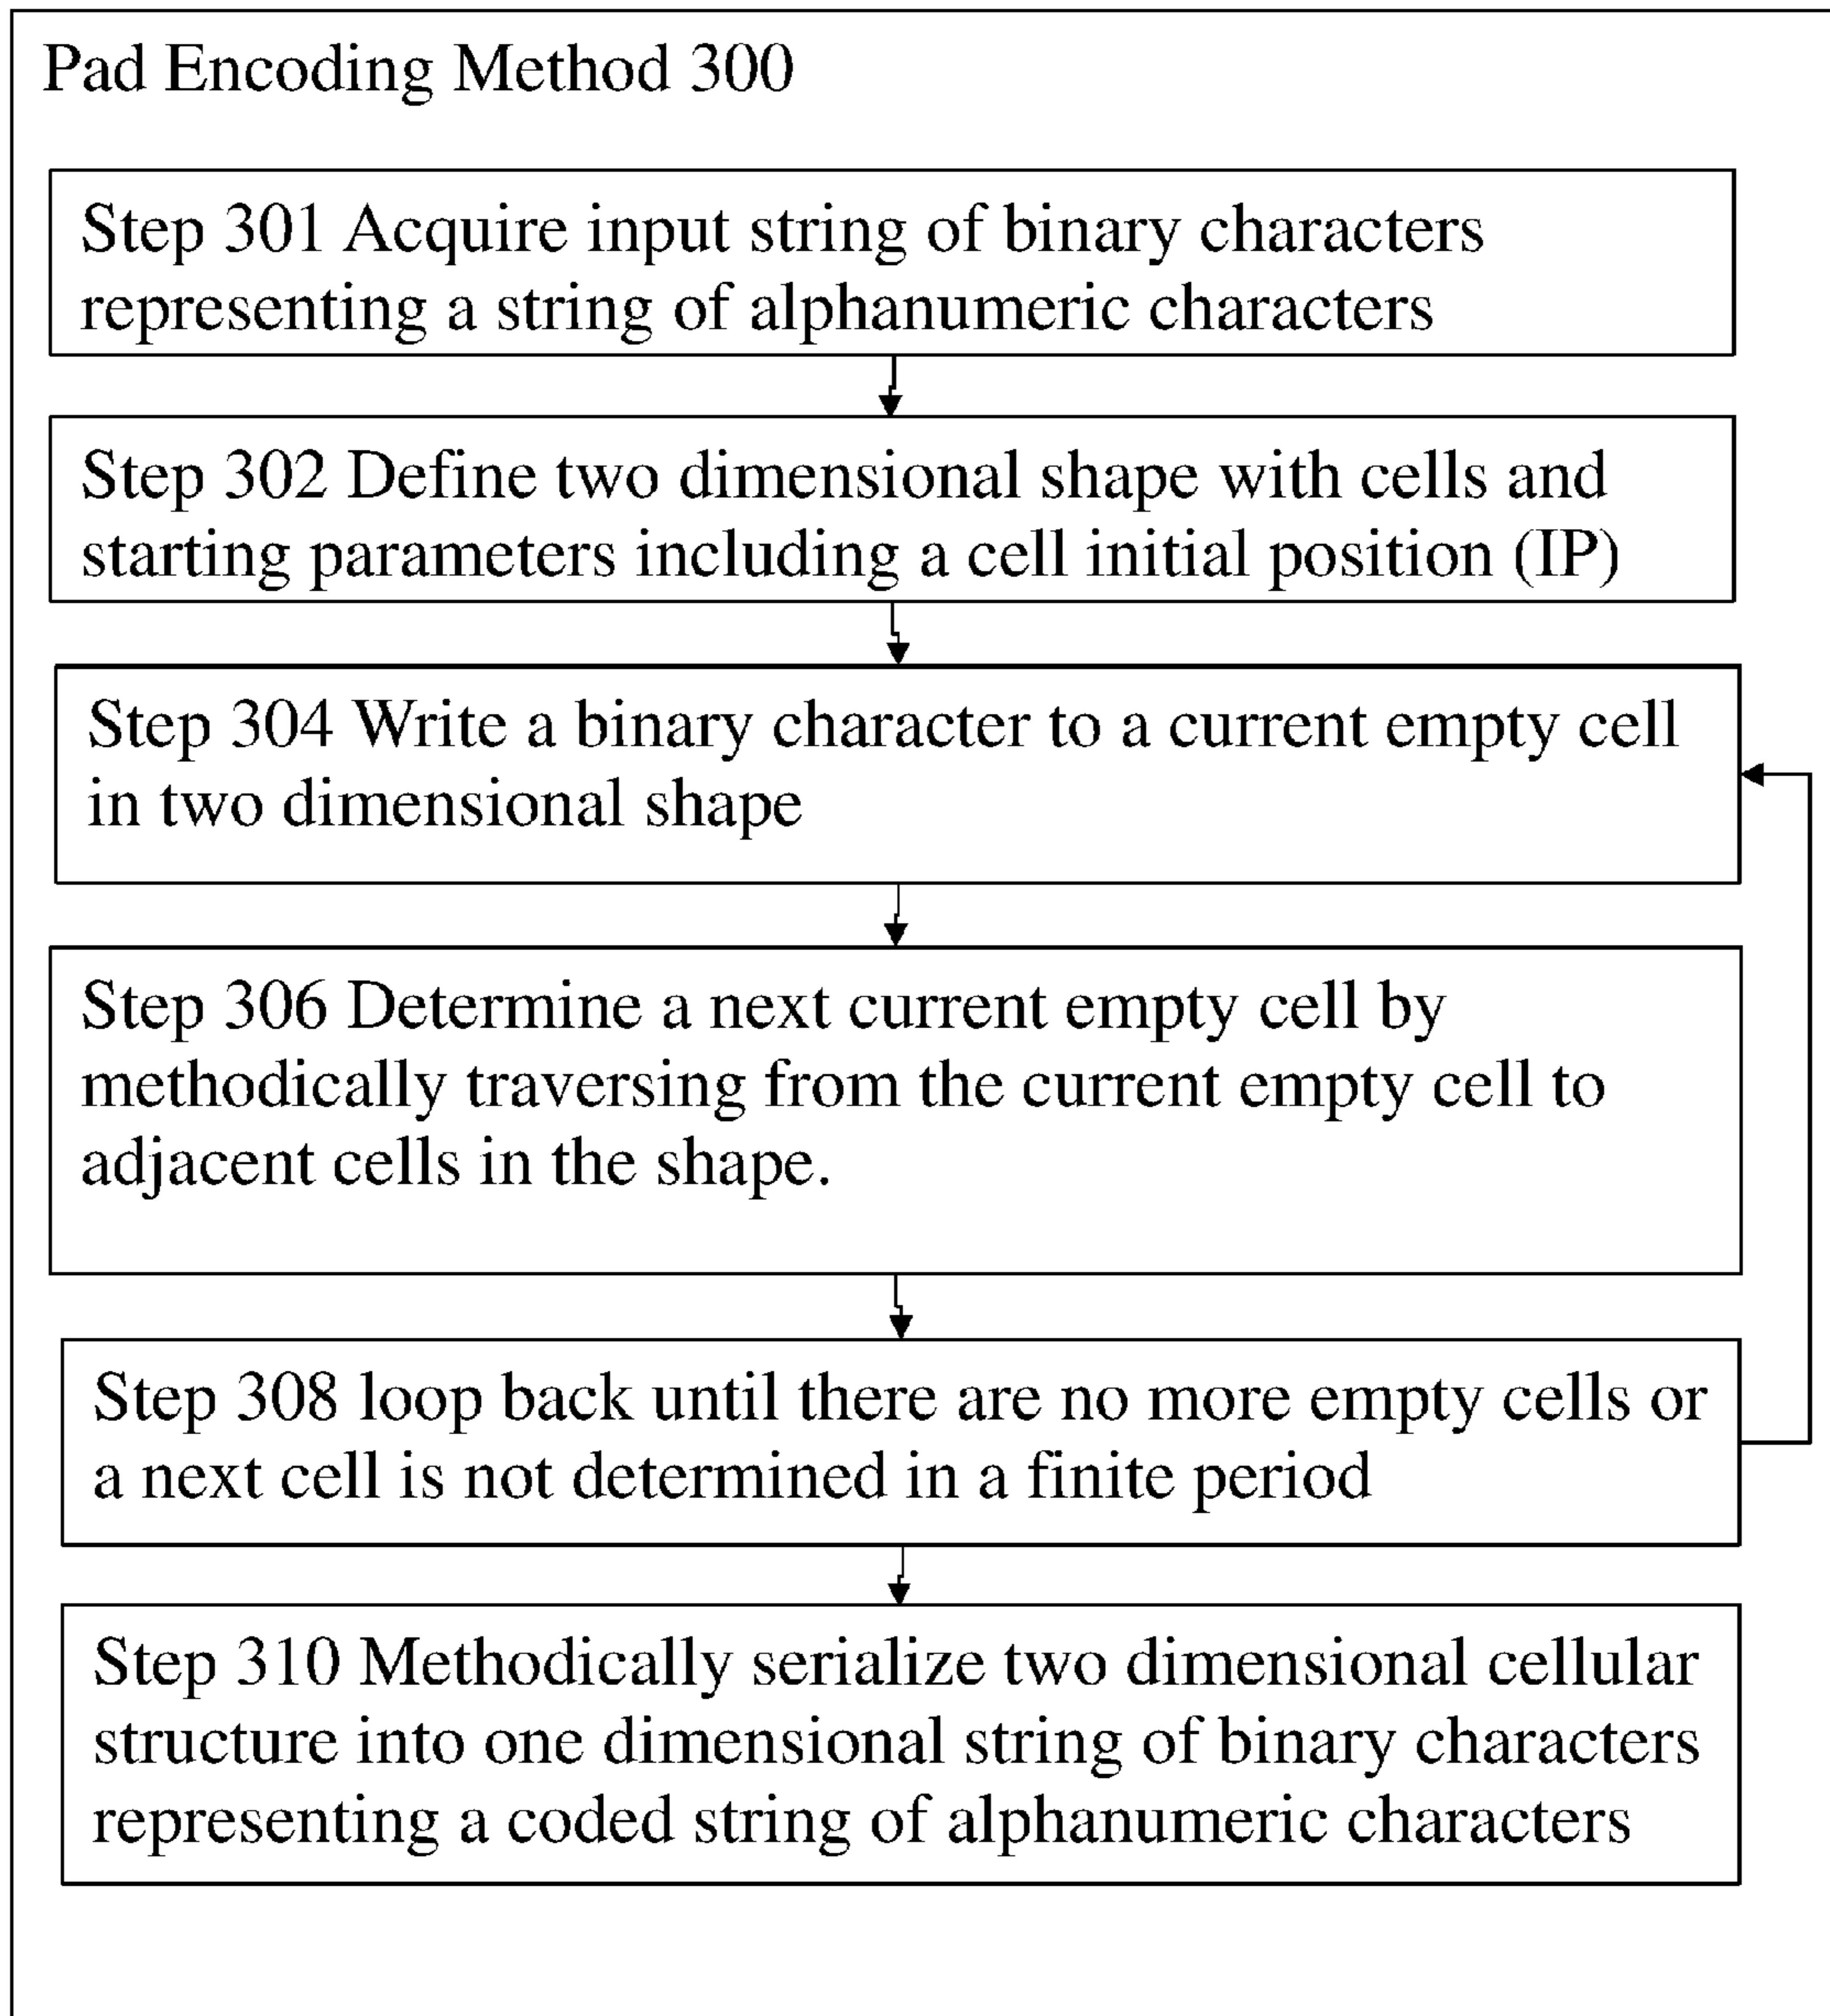 Pad Encoding Method 300
Step 301 Acquire input string of binary characters
representing a string of alphanumeric characters
Step 302 Define two dimensional shape with cells and
starting parameters including a cell initial position (IP)
Step 304 Write a binary character to a current empty cell
in two dimensional shape
Step 306 Determine a next current empty cell by
methodically traversing from the current empty cell to
adjacent cells in the shape.
Step 308 loop back until there are no more empty cells or
a next cell is not determined in a finite period
Step 310 Methodically serialize two dimensional cellular
structure into one dimensional string of binary characters
representing a coded string of alphanumeric characters